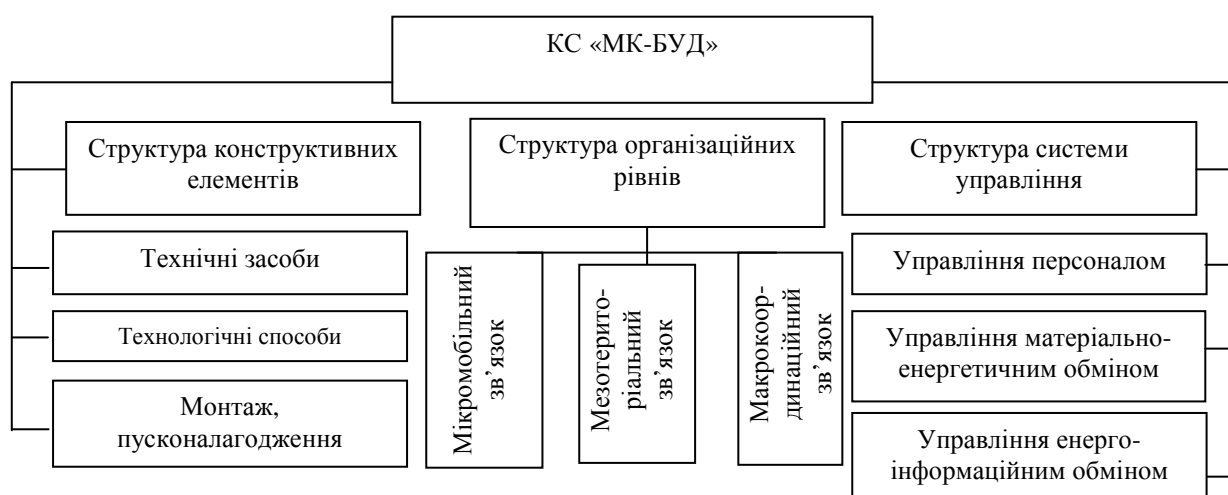 КС «МК-БУД»
Структура конструктивних
елементів
Структура організаційних
рівнів
Структура системи
управління
Технічні засоби
Технологічні способи
Монтаж,
пусконалагодження
Мікромобільний
зв’язок
Мезотерито-
ріальний
зв’язок
Макрокоор-
динаційний
зв’язок
Управління персоналом
Управління матеріально-
енергетичним обміном
Управління енерго-
інформаційним обміном